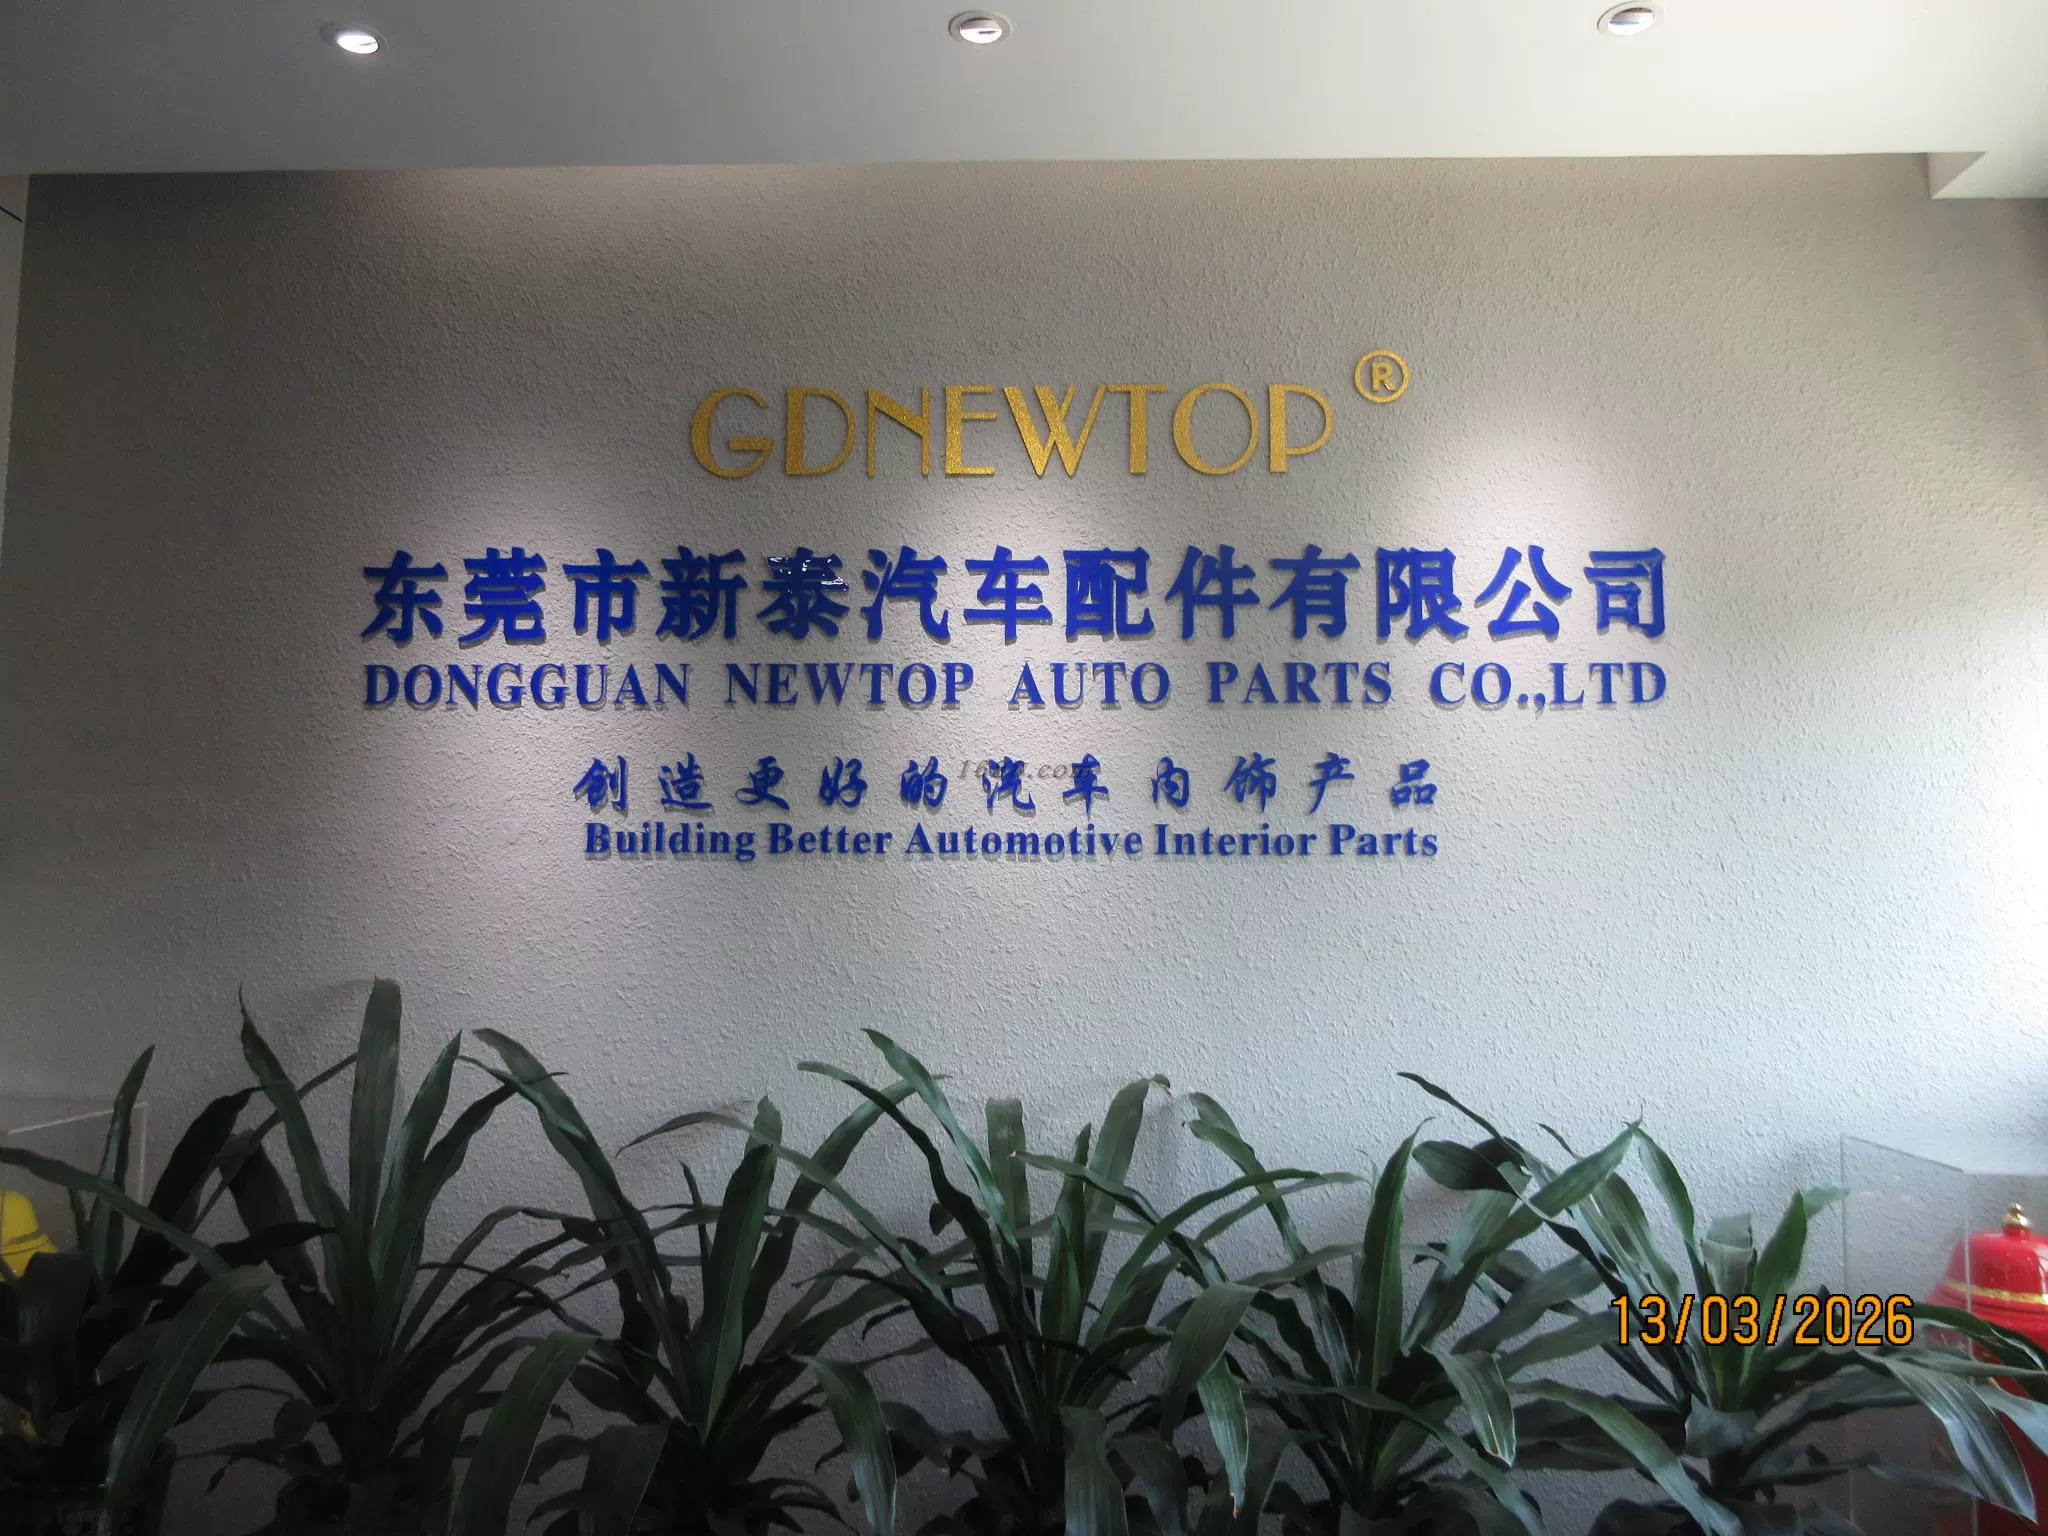 GDNEWTOP®
东莞市新泰汽车配件有限公司
DONGGUAN NEWTOP AUTO PARTS CO.,LTD
创造更好的汽车内饰产品
Building Better Automotive Interior Parts
13/03/2026